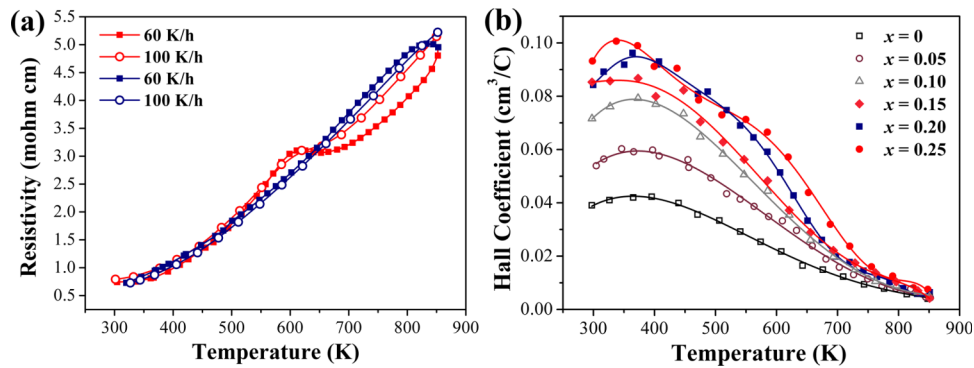 (a)
Resistivity (mohm cm)
5.5
5.0
4.5
4.0
3.5
3.0
2.5
2.0
1.5
1.0
0.5
60 K/h
100 K/h
60 K/h
100 K/h
300 400 500 600 700 800 900
Temperature (K)
(b)
Hall Coefficient (cm³/C)
0.10
0.08
0.06
0.04
0.02
0.00
x = 0
x = 0.05
x = 0.10
x = 0.15
x = 0.20
x = 0.25
300 400 500 600 700 800 900
Temperature (K)